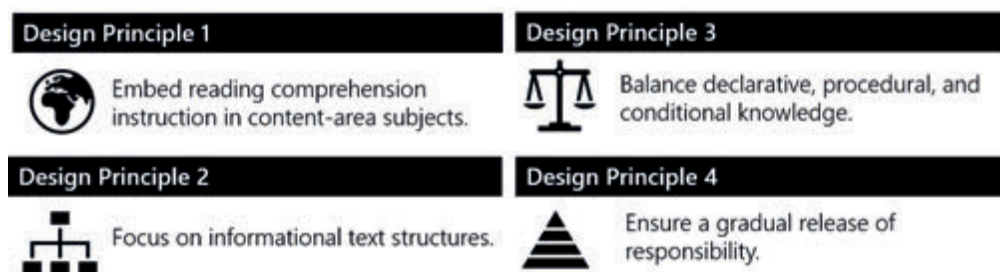 Design Principle 1
Embed reading comprehension
instruction in content-area subjects.
Design Principle 2
Focus on informational text structures.
Design Principle 3
Balance declarative, procedural, and
conditional knowledge.
Design Principle 4
Ensure a gradual release of
responsibility.